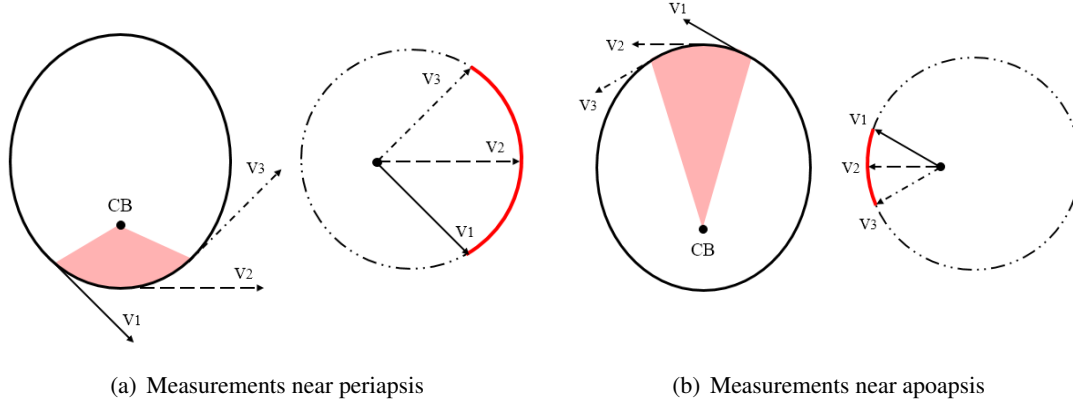 V3
CB
V2
V1
V3
V2
V1
V1
V2
V3
CB
V1
V2
V3
(a) Measurements near periapsis
(b) Measurements near apoapsis